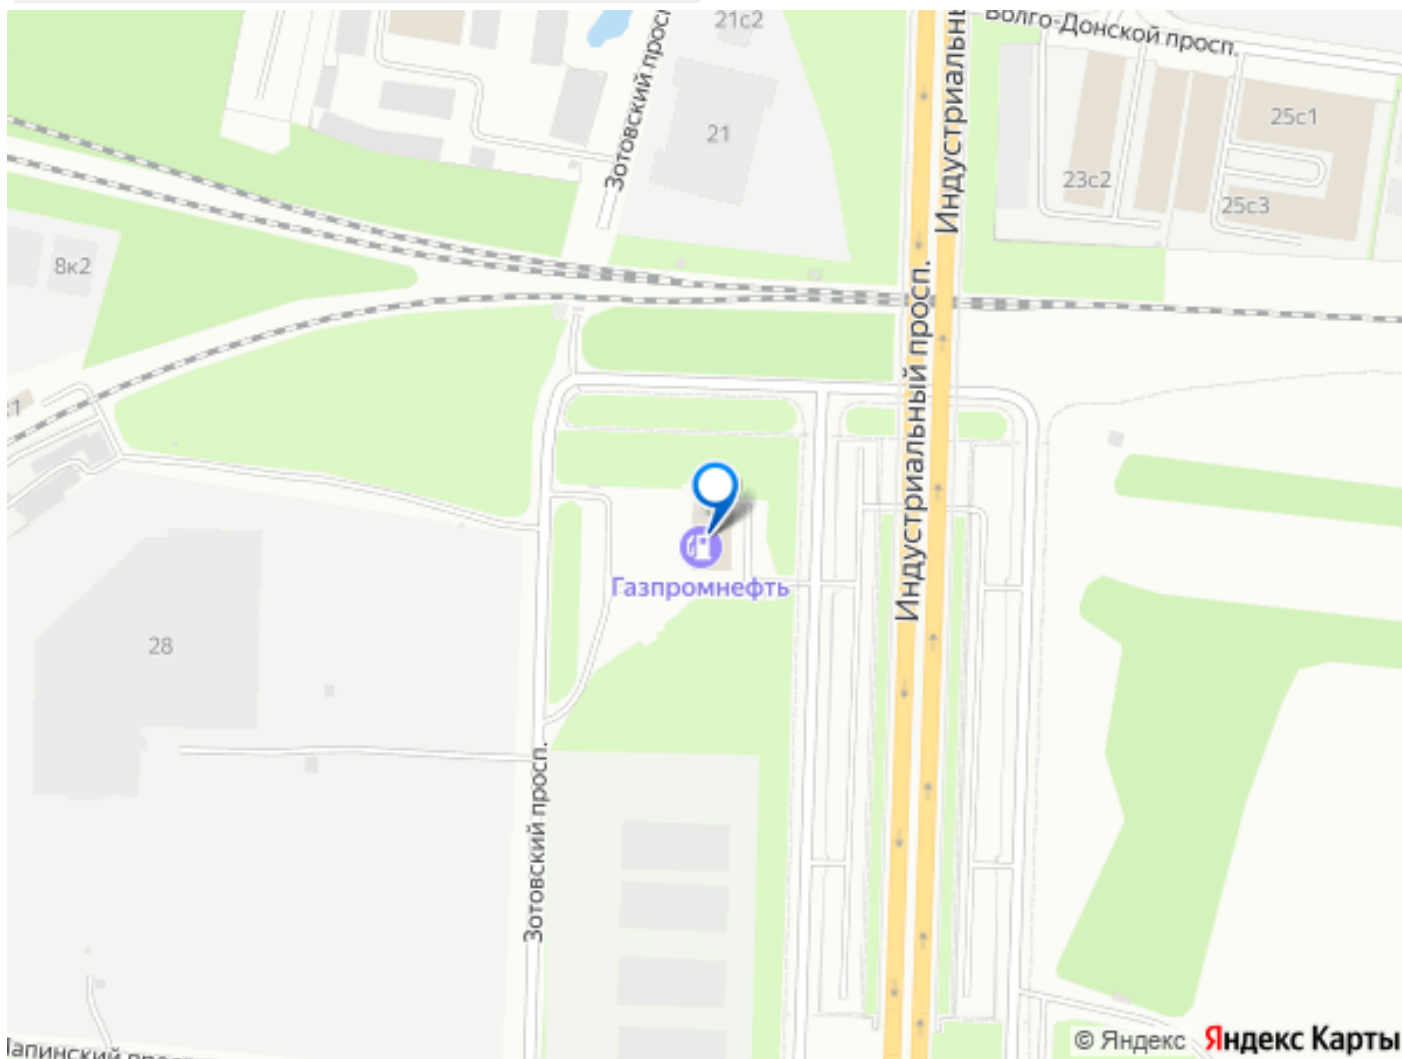 21с2
Волго-Донской просп.
Зотовский просп
Индустриальны
25с1
21
23с2
25с3
8к2
Индустриальный просп.
Газпромнефть
28
Зотовский просп.
© Яндекс Яндекс Карты